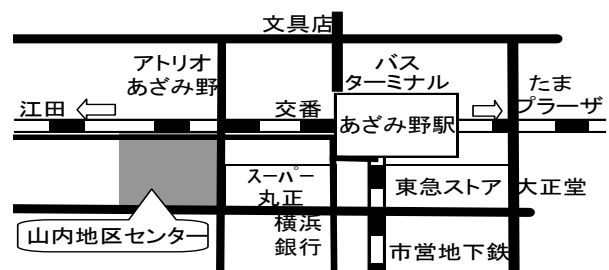 文具店
アトリオ
あざみ野
バス
ターミナル
たま
プラーザ
江田
交番
あざみ野駅
スーパー
丸正
東急ストア
大正堂
横浜
銀行
山内地区センター
市営地下鉄